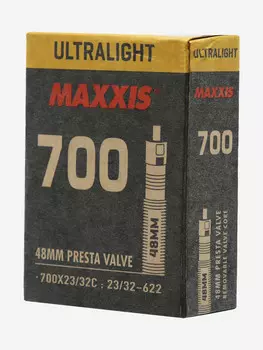 ULTRALIGHT
MAXXIS
700
48MM
48MM PRESTA VALVE
·700X23/32C : 23/32-622
700
48MM
48MM PRESTA VALVE
REMOVABLE VALVE CORE